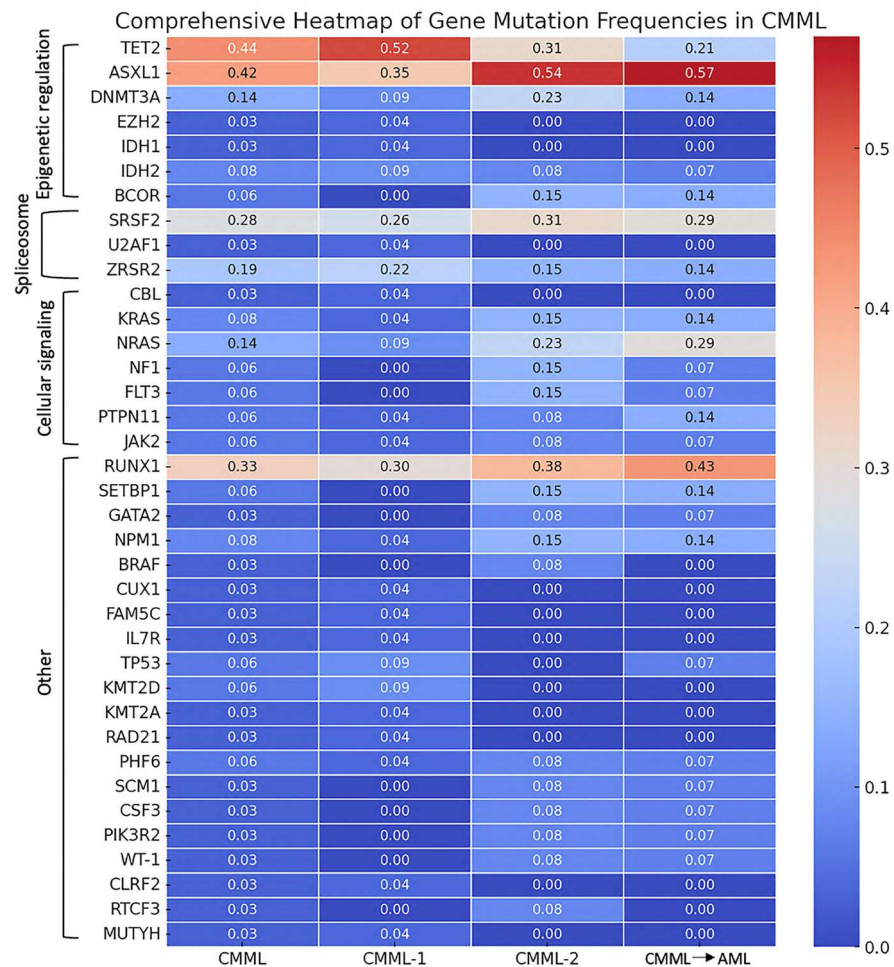 Comprehensive Heatmap of Gene Mutation Frequencies in CMML
Epigenetic regulation
TET2 0.44 0.52 0.31 0.21
ASXL1 0.42 0.35 0.54 0.57
DNMT3A 0.14 0.09 0.23 0.14
EZH2 0.03 0.04 0.00 0.00
IDH1 0.03 0.04 0.00 0.00
IDH2 0.08 0.09 0.08 0.07
BCOR 0.06 0.00 0.15 0.14
Spliceosome
SRSF2 0.28 0.26 0.31 0.29
U2AF1 0.03 0.04 0.00 0.00
ZRSR2 0.19 0.22 0.15 0.14
Cellular signaling
CBL 0.03 0.04 0.00 0.00
KRAS 0.08 0.04 0.15 0.14
NRAS 0.14 0.09 0.23 0.29
NF1 0.06 0.00 0.15 0.07
FLT3 0.06 0.00 0.15 0.07
PTPN11 0.06 0.04 0.08 0.14
JAK2 0.06 0.04 0.08 0.07
Other
RUNX1 0.33 0.30 0.38 0.43
SETBP1 0.06 0.00 0.15 0.14
GATA2 0.03 0.00 0.08 0.07
NPM1 0.08 0.04 0.15 0.14
BRAF 0.03 0.00 0.08 0.00
CUX1 0.03 0.04 0.00 0.00
FAM5C 0.03 0.04 0.00 0.00
IL7R 0.03 0.04 0.00 0.00
TP53 0.06 0.09 0.00 0.07
KMT2D 0.06 0.09 0.00 0.00
KMT2A 0.03 0.04 0.00 0.00
RAD21 0.03 0.04 0.00 0.00
PHF6 0.06 0.04 0.08 0.07
SCM1 0.03 0.00 0.08 0.07
CSF3 0.03 0.00 0.08 0.07
PIK3R2 0.03 0.00 0.08 0.07
WT-1 0.03 0.00 0.08 0.07
CLRF2 0.03 0.04 0.00 0.00
RTCF3 0.03 0.00 0.08 0.00
MUTYH 0.03 0.04 0.00 0.00
CMML CMML-1 CMML-2 CMML→AML
0.5
0.4
0.3
0.2
0.1
0.0